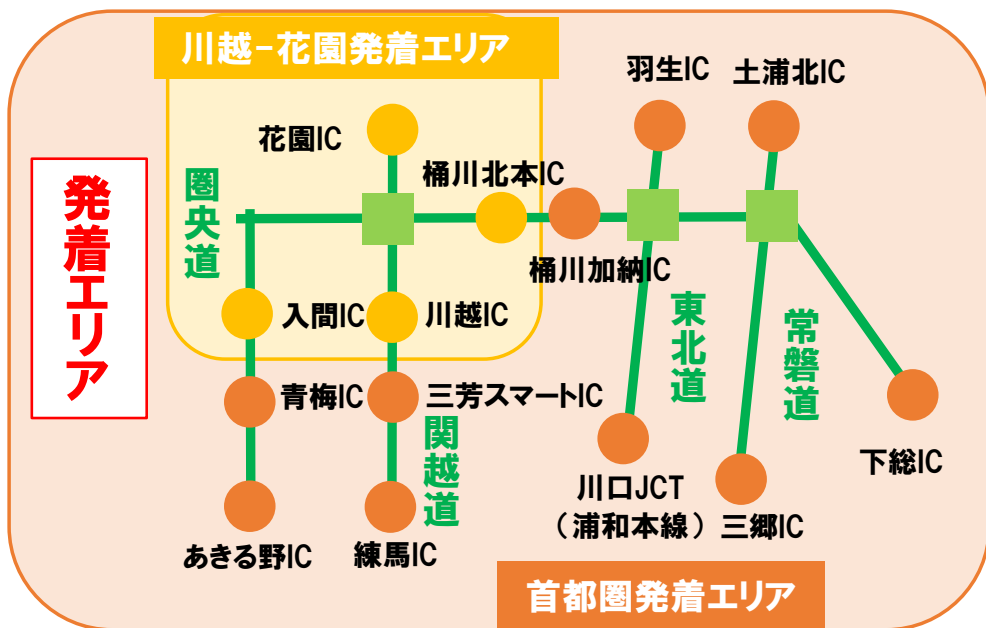 川越-花園発着エリア
羽生IC
土浦北IC
花園IC
桶川北本IC
圏央道
発着エリア
桶川加納IC
入間IC
川越IC
東北道
常磐道
青梅IC
三芳スマートIC
関越道
下総IC
川口JCT
（浦和本線）
三郷IC
あきる野IC
練馬IC
首都圏発着エリア